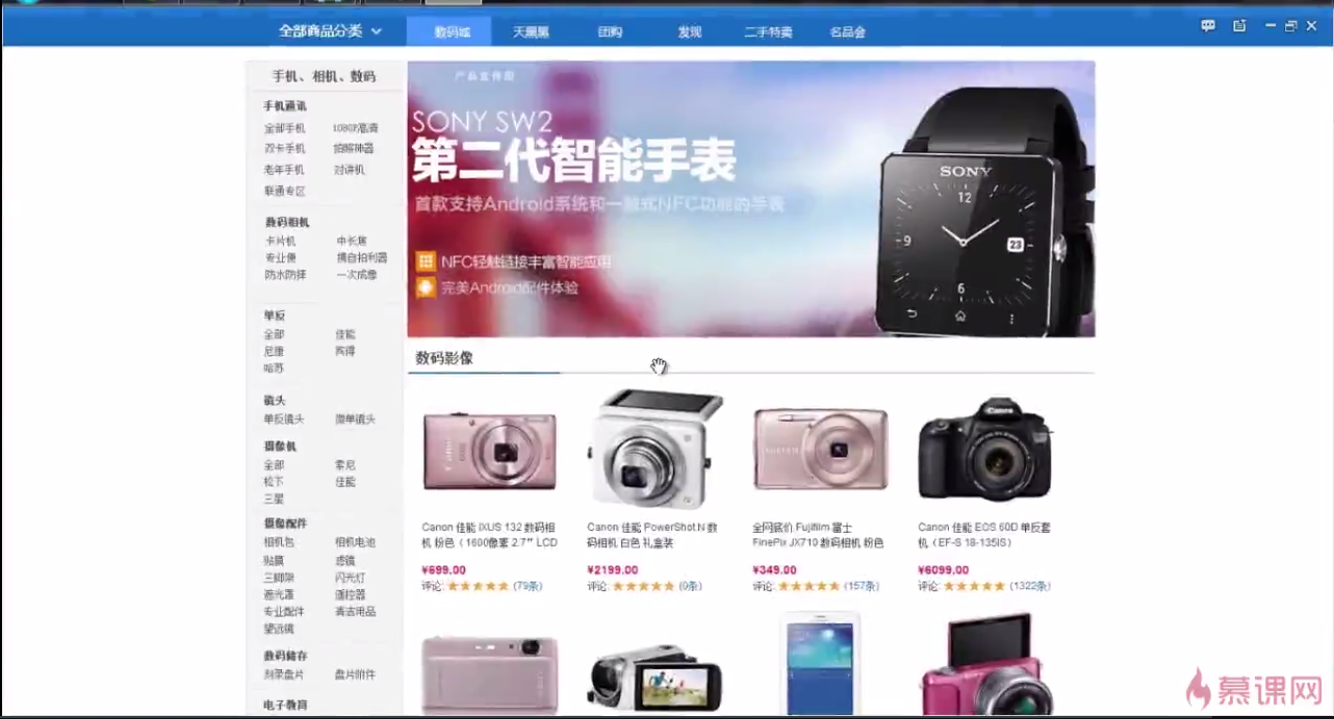 全部商品分类 数码城 天黑黑 团购 发现 二手特卖 名品会
手机、相机、数码
手机通讯
全部手机 1080P高清
双卡手机 拍照神器
老年手机 对讲机
联通专区
数码相机
卡片机 中长焦
专业便 搞自拍利器
防水防摔 一次成像
单反
全部 佳能
尼康
哈苏
镜头
单反镜头 微单镜头
摄像机
全部 索尼
松下 佳能
三星
摄像配件
相机包 相机电池
贴膜 滤镜
三脚架 闪光灯
遮光罩 遥控器
专业配件 清洁用品
望远镜
数码储存
刻录盘片 盘片附件
电子教育
产品宣传图
SONY SW2
第二代智能手表
首款支持Android系统和一触式NFC功能的手表
NFC轻触链接丰富智能应用
完美Android配件体验
SONY
12
9
23
6
数码影像
Canon 佳能 IXUS 132 数码相
机 粉色（1600像素 2.7” LCD
¥699.00
评论: (79条)
Canon 佳能 PowerShot N 数
码相机 白色 礼盒装
¥2199.00
评论: (0条)
全网底价 Fujifilm 富士
FinePix JX710 数码相机 粉色
¥349.00
评论: (157条)
Canon 佳能 EOS 60D 单反套
机（EF-S 18-135IS）
¥6099.00
评论: (1322条)
慕课网